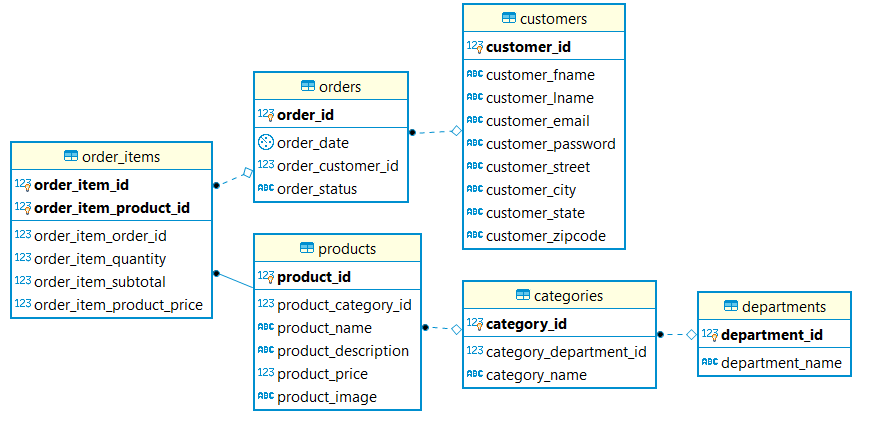 customers
123 customer_id
ABC customer_fname
ABC customer_lname
ABC customer_email
ABC customer_password
ABC customer_street
ABC customer_city
ABC customer_state
ABC customer_zipcode
orders
123 order_id
order_date
123 order_customer_id
ABC order_status
order_items
123 order_item_id
123 order_item_product_id
123 order_item_order_id
123 order_item_quantity
123 order_item_subtotal
123 order_item_product_price
products
123 product_id
123 product_category_id
ABC product_name
ABC product_description
123 product_price
ABC product_image
categories
123 category_id
123 category_department_id
ABC category_name
departments
123 department_id
ABC department_name